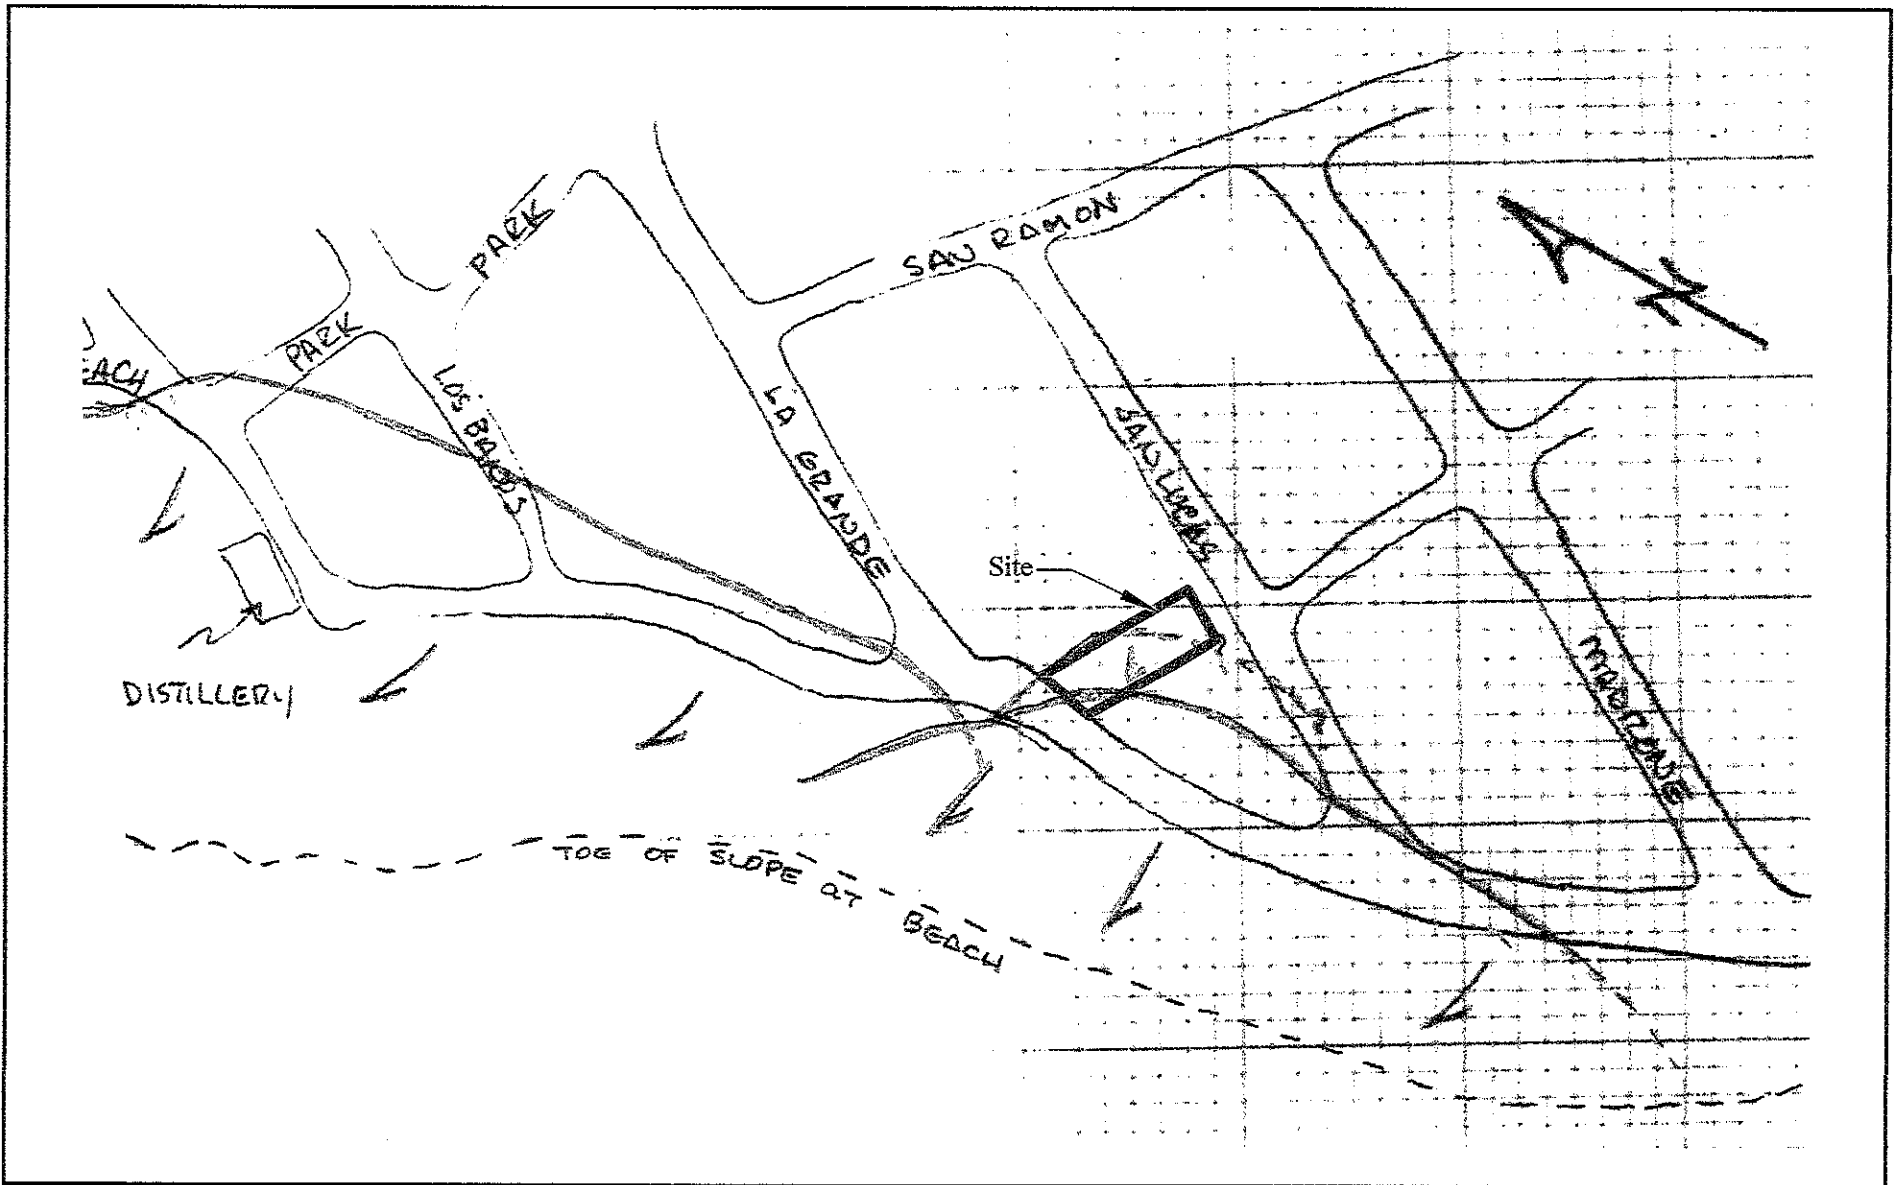 PARK
SAN RAMON
N
PARK
EACH
LOS BANOS
LA GRANDE
SAN LUCAS
Site
DISTILLERY
TOE OF SLOPE AT BEACH